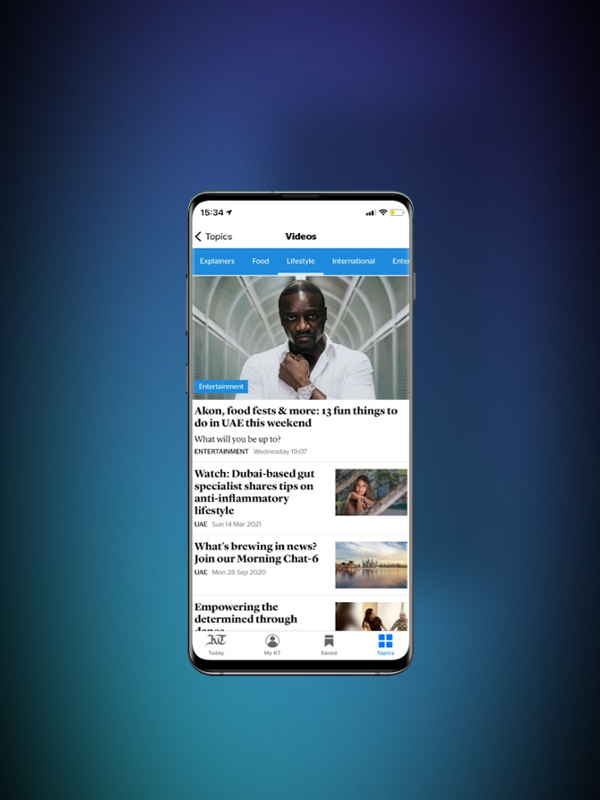 15:34
Topics
Videos
Explainers Food Lifestyle International Enter
Entertainment
Akon, food fests & more: 13 fun things to
do in UAE this weekend
What will you be up to?
ENTERTAINMENT Wednesday 19:07
Watch: Dubai-based gut
specialist shares tips on
anti-inflammatory
lifestyle
UAE Sun 14 Mar 2021
What's brewing in news?
Join our Morning Chat-6
UAE Mon 28 Sep 2020
Empowering the
determined through
dance
KT
Today My KT Saved Topics